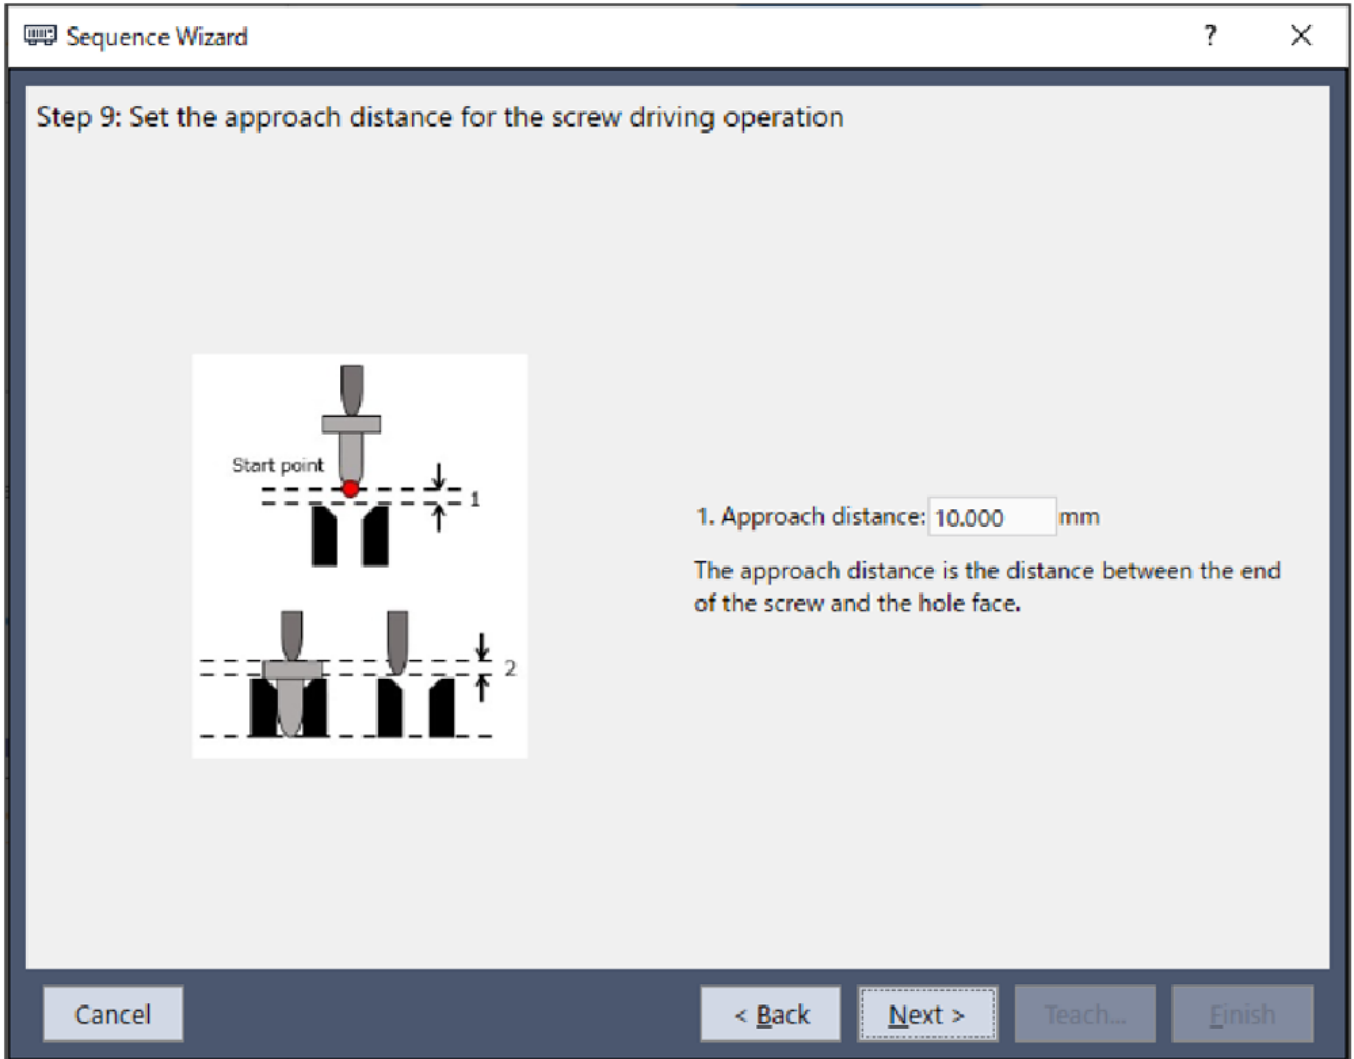 Sequence Wizard
?
Step 9: Set the approach distance for the screw driving operation
Start point
1
2
1. Approach distance: 10.000 mm
The approach distance is the distance between the end
of the screw and the hole face.
Cancel
< Back
Next >
Teach...
Finish